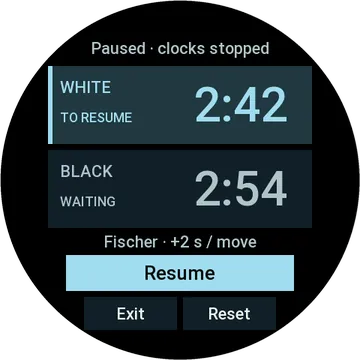 Paused · clocks stopped
WHITE
2:42
TO RESUME
BLACK
2:54
WAITING
Fischer · +2 s / move
Resume
Exit
Reset